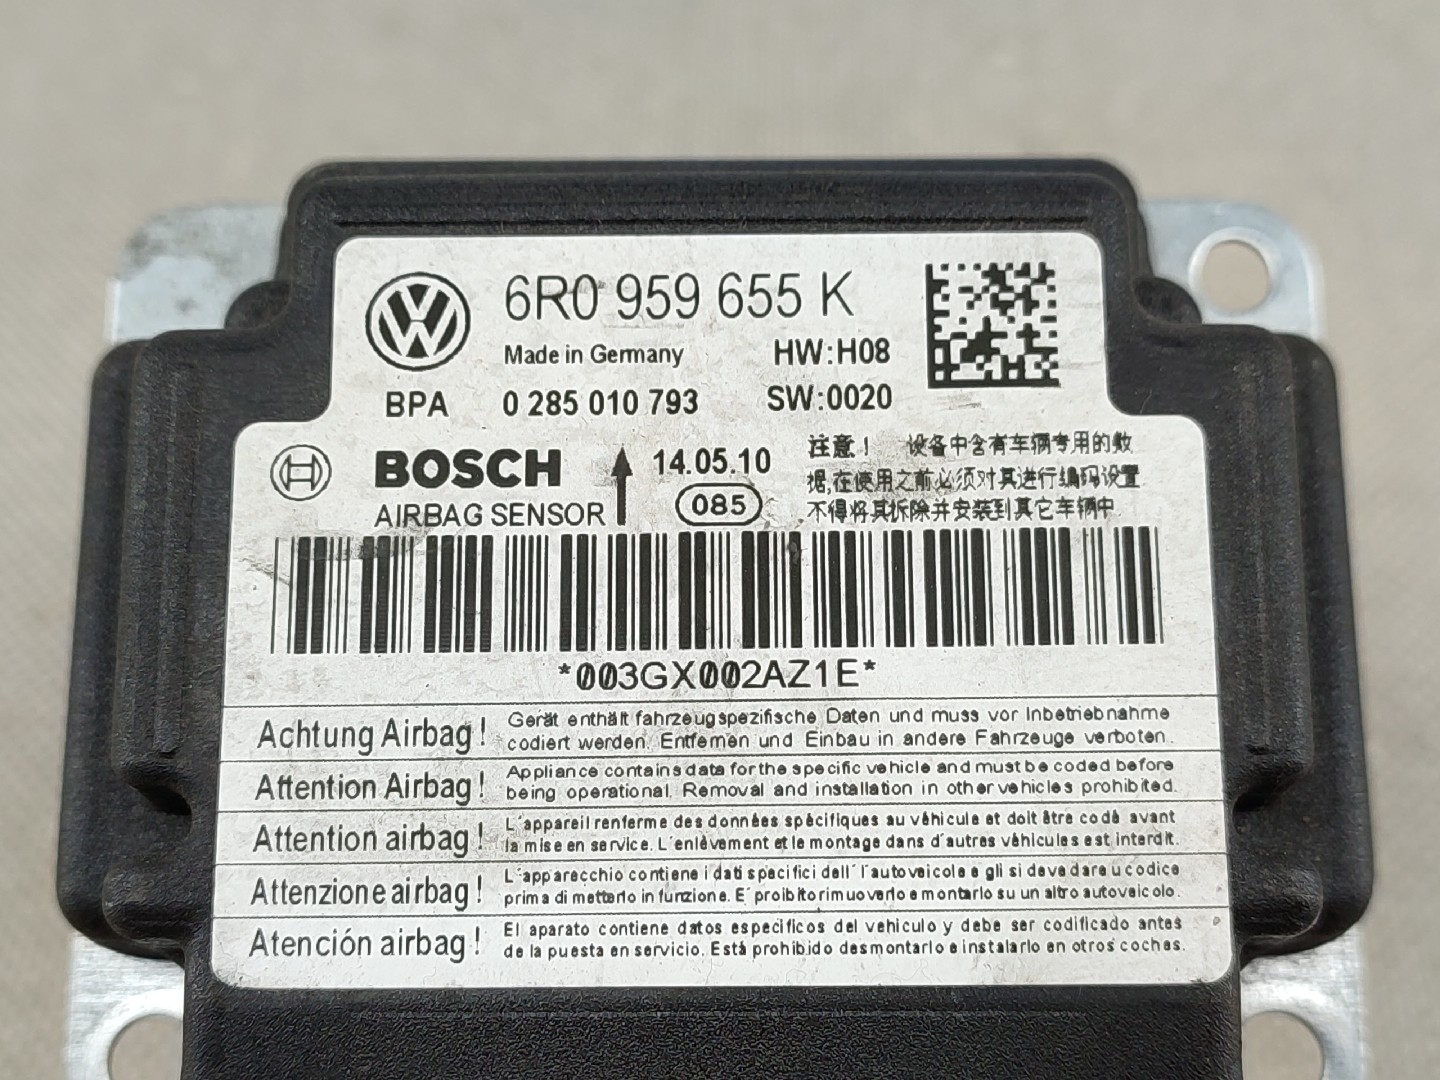 6R0 959 655 K
Made in Germany HW:H08
BPA 0 285 010 793 SW:0020
BOSCH 14.05.10
AIRBAG SENSOR 085
注意！ 设备中含有车辆专用的数
据,在使用之前必须对其进行编码设置
不得将其拆除并安装到其它车辆中
*003GX002AZ1E*
Achtung Airbag! Gerät enthält fahrzeugspezifische Daten und muss vor Inbetriebnahme
codiert werden. Entfernen und Einbau in andere Fahrzeuge verboten.
Attention Airbag! Appliance contains data for the specific vehicle and must be coded before
being operational. Removal and installation in other vehicles prohibited.
Attention airbag! L'appareil renferme des données spécifiques au véhicule et doit être codé avant
la mise en service. L'enlèvement et le montage dans d'autres véhicules est interdit.
Attenzione airbag! L'apparecchio contiene i dati specifici dell' l'autoveicolo e gli si deve dare u codice
prima di metterlo in funzione. E' proibito rimuoverlo e montarlo su un altro autoveicolo.
Atención airbag! El aparato contiene datos especificos del vehiculo y debe ser codificado antes
de la puesta en servicio. Está prohibido desmontarlo e instalarlo en otros coches.